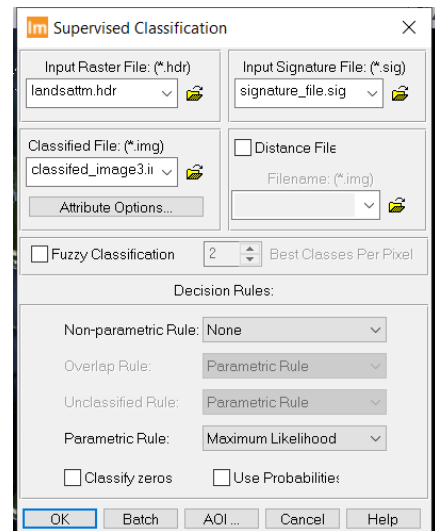 Im Supervised Classification
Input Raster File: (*.hdr) Input Signature File: (*.sig)
landsattm.hdr signature_file.sig
Classified File: (*.img) Distance File
classifed_image3.ir Filename: (*.img)
Attribute Options...
Fuzzy Classification 2 Best Classes Per Pixel
Decision Rules:
Non-parametric Rule: None
Overlap Rule: Parametric Rule
Unclassified Rule: Parametric Rule
Parametric Rule: Maximum Likelihood
Classify zeros Use Probabilities
OK Batch AOI ... Cancel Help